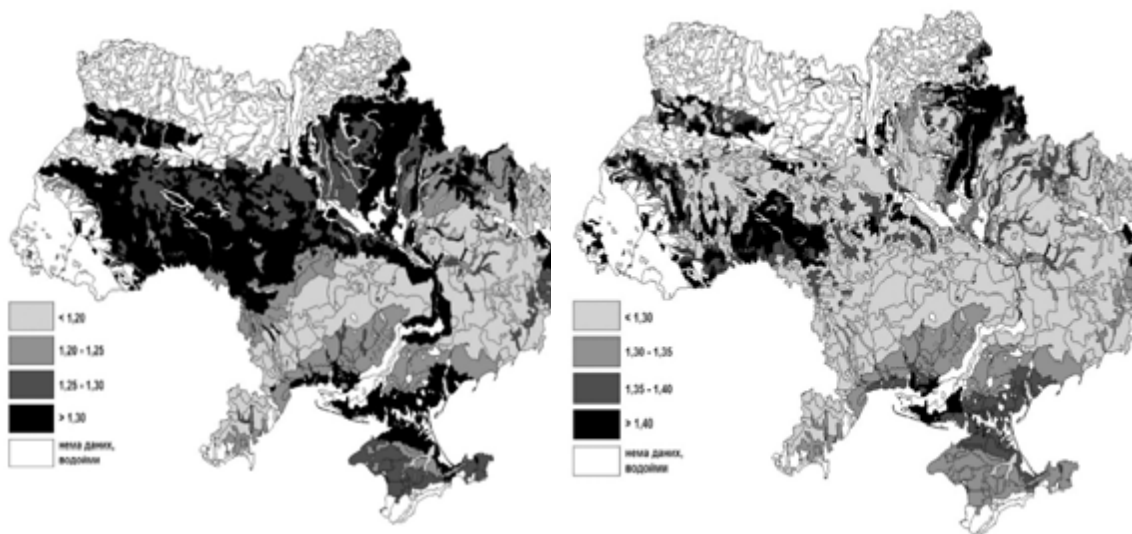 < 1,20
1,20 - 1,25
1,25 - 1,30
> 1,30
нема даних,
водойми
< 1,30
1,30 - 1,35
1,35 - 1,40
> 1,40
нема даних,
водойми